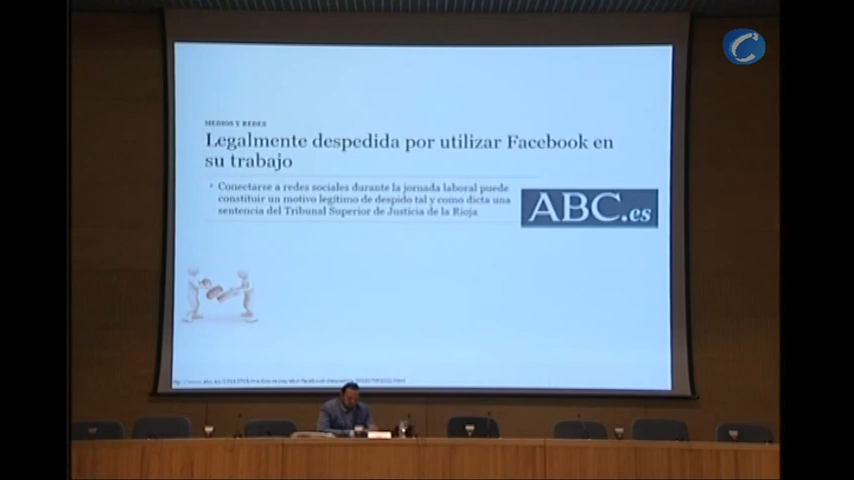 MEDIOS Y REDES
Legalmente despedida por utilizar Facebook en
su trabajo
Conectarse a redes sociales durante la jornada laboral puede
constituir un motivo legítimo de despido tal y como dicta una
sentencia del Tribunal Superior de Justicia de la Rioja
ABC.es